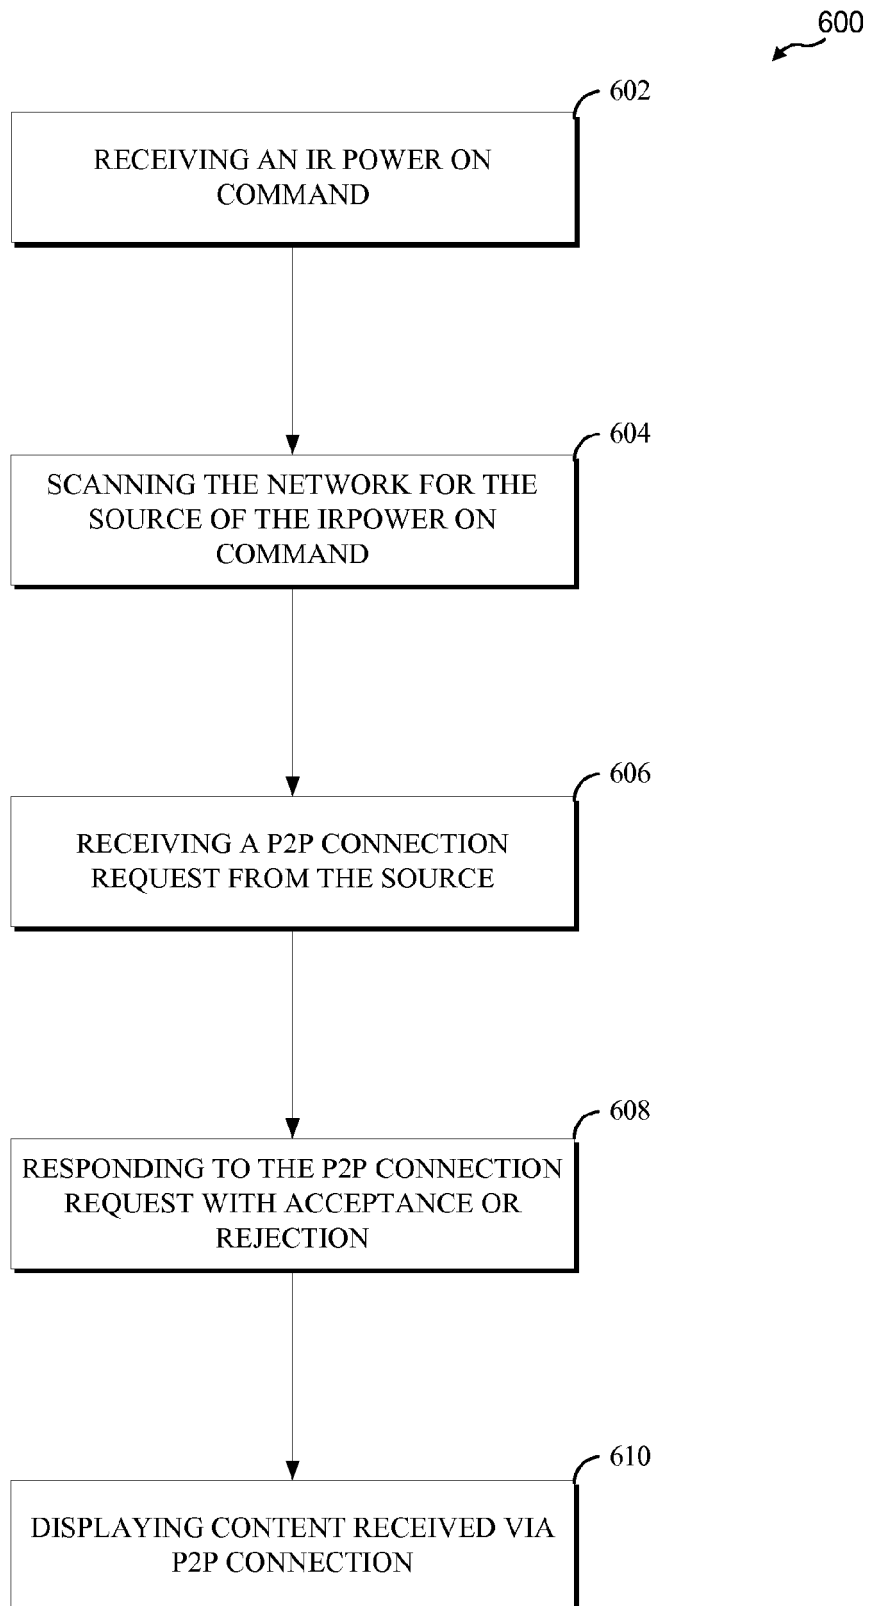 600
602
RECEIVING AN IR POWER ON
COMMAND
604
SCANNING THE NETWORK FOR THE
SOURCE OF THE IRPOWER ON
COMMAND
606
RECEIVING A P2P CONNECTION
REQUEST FROM THE SOURCE
608
RESPONDING TO THE P2P CONNECTION
REQUEST WITH ACCEPTANCE OR
REJECTION
610
DISPLAYING CONTENT RECEIVED VIA
P2P CONNECTION